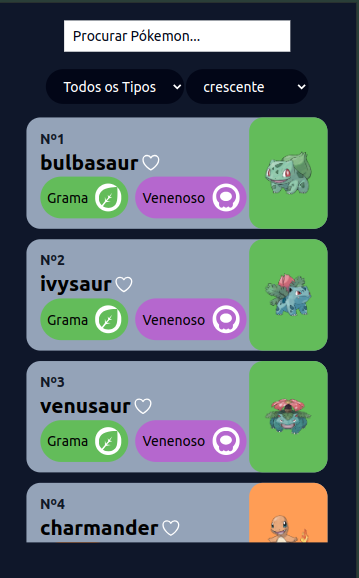 Procurar Pókemon...
Todos os Tipos crescente
Nº1
bulbasaur
Grama Venenoso
Nº2
ivysaur
Grama Venenoso
Nº3
venusaur
Grama Venenoso
Nº4
charmander